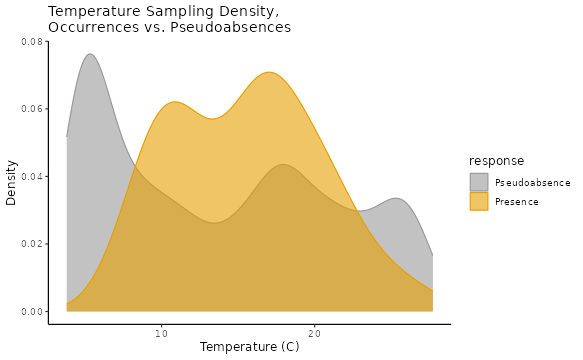 Temperature Sampling Density,
Occurrences vs. Pseudoabsences
0.08
0.06
0.04
0.02
0.00
Density
10
20
Temperature (C)
response
Pseudoabsence
Presence